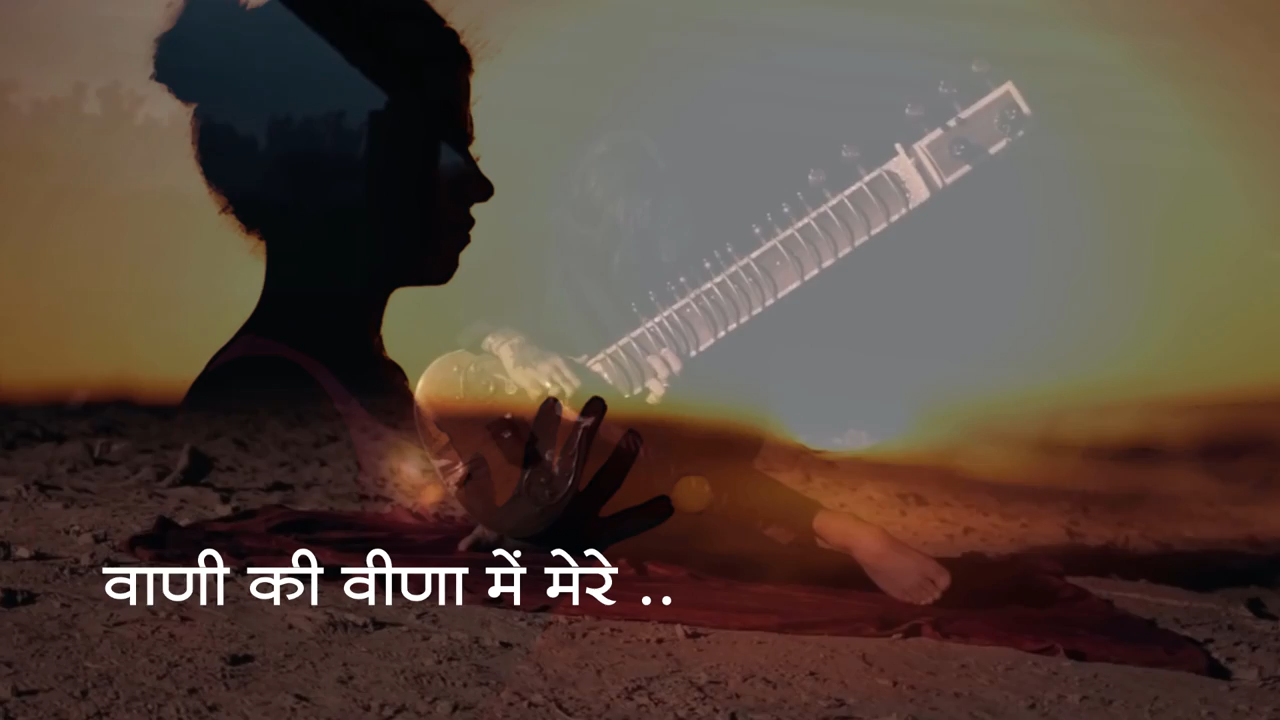 वाणी की वीणा में मेरे ..